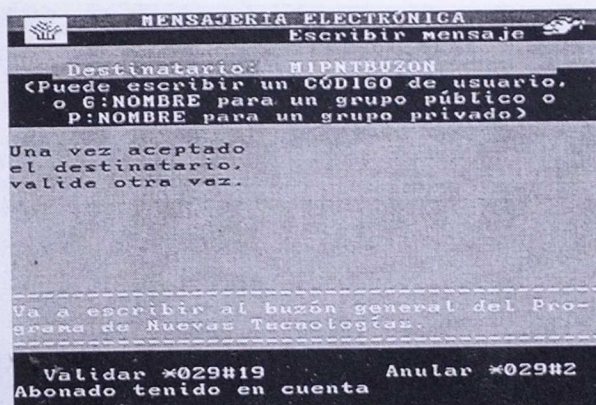 MENSAJERIA ELECTRÓNICA
Escribir mensaje
Destinatario: M1PNTBUZON
<Puede escribir un CÓDIGO de usuario,
o G:NOMBRE para un grupo público o
P:NOMBRE para un grupo privado>
Una vez aceptado
el destinatario,
valide otra vez.
Va a escribir al buzón general del Pro-
grama de Nuevas Tecnologías.
Validar *029#19 Anular *029#2
Abonado tenido en cuenta